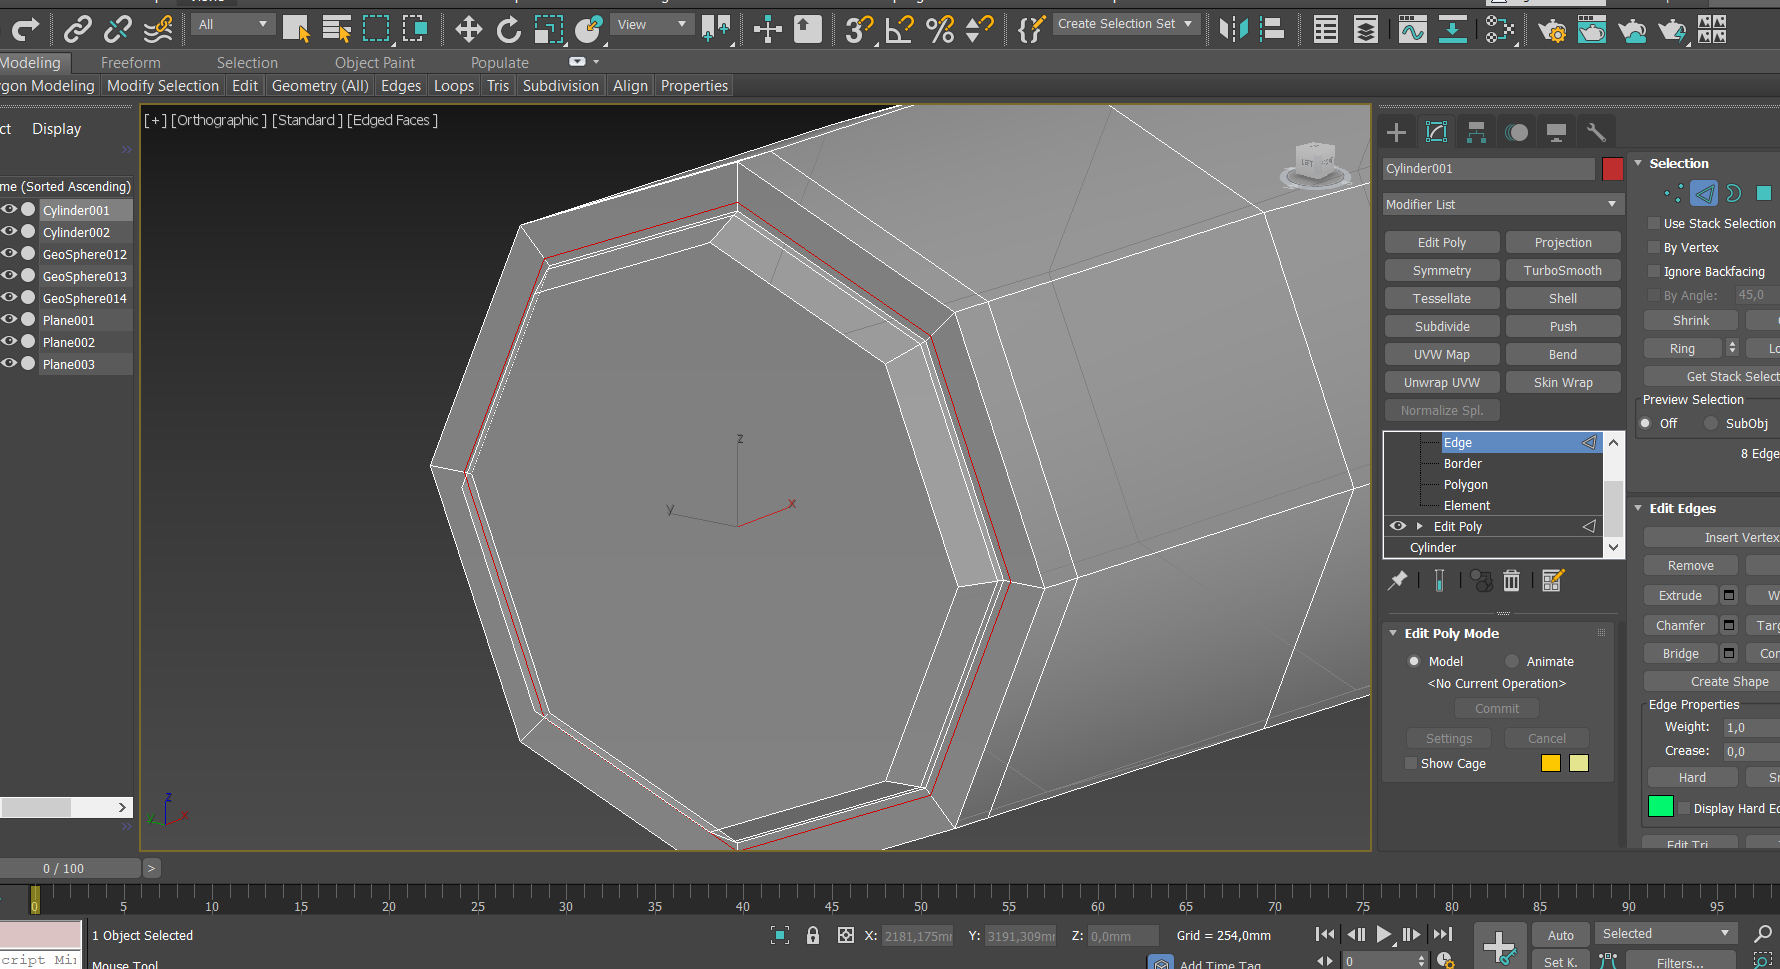 All
View
Create Selection Set
Modeling
Freeform
Selection
Object Paint
Populate
gon Modeling
Modify Selection
Edit
Geometry (All)
Edges
Loops
Tris
Subdivision
Align
Properties
ct
Display
me (Sorted Ascending)
Cylinder001
Cylinder002
GeoSphere012
GeoSphere013
GeoSphere014
Plane001
Plane002
Plane003
[+] [Orthographic ] [Standard ] [Edged Faces ]
z
x
y
z
x
y
Cylinder001
Modifier List
Edit Poly
Projection
Symmetry
TurboSmooth
Tessellate
Shell
Subdivide
Push
UVW Map
Bend
Unwrap UVW
Skin Wrap
Normalize Spl.
Edge
Border
Polygon
Element
Edit Poly
Cylinder
Edit Poly Mode
Model
Animate
<No Current Operation>
Commit
Settings
Cancel
Show Cage
Selection
Use Stack Selection
By Vertex
Ignore Backfacing
By Angle:
45,0
Shrink
Ring
Lo
Get Stack Select
Preview Selection
Off
SubObj
8 Edge
Edit Edges
Insert Vertex
Remove
Extrude
W
Chamfer
Targ
Bridge
Con
Create Shape
Edge Properties
Weight:
1,0
Crease:
0,0
Hard
Sm
Display Hard Ed
Edit Tri
0 / 100
>
0
5
10
15
20
25
30
35
40
45
50
55
60
65
70
75
80
85
90
95
1 Object Selected
X:
2181,175mm
Y:
3191,309mm
Z:
0,0mm
Grid = 254,0mm
Auto
Selected
cript Mi
Mouse Tool
Add Time Tag
0
Set K.
Filters...